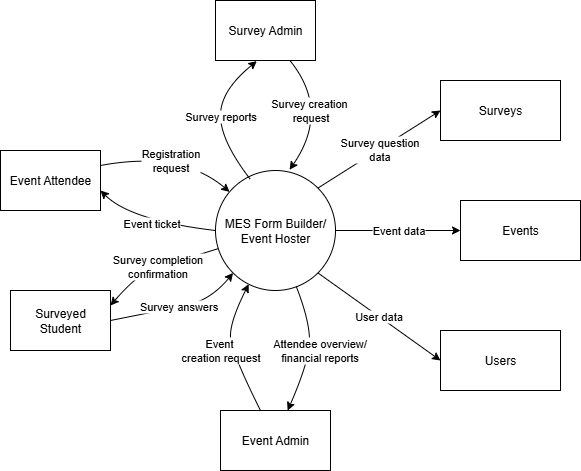 Survey Admin
Survey reports
Survey creation
request
Surveys
Survey question
data
Registration
request
Event Attendee
MES Form Builder/
Event Hoster
Event ticket
Event data
Events
Survey completion
confirmation
Surveyed
Student
Survey answers
User data
Event
creation request
Attendee overview/
financial reports
Users
Event Admin